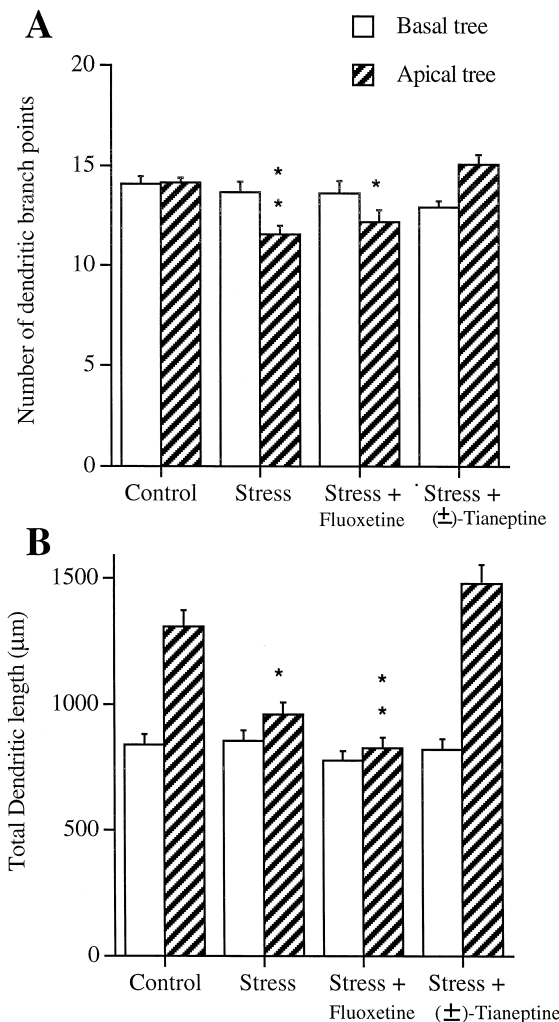 A
Basal tree
Apical tree
Number of dendritic branch points
20
15
10
5
0
*
*
*
Control Stress Stress + Stress +
Fluoxetine (±)-Tianeptine
B
Total Dendritic length (µm)
1500
1000
500
0
*
*
*
Control Stress Stress + Stress +
Fluoxetine (±)-Tianeptine